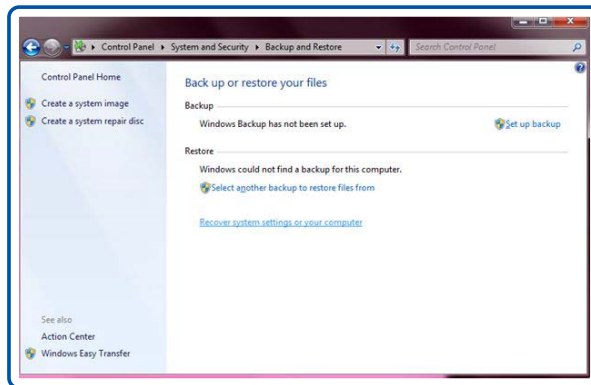 Control Panel System and Security Backup and Restore Search Control Panel
Control Panel Home
Create a system image
Create a system repair disc
Back up or restore your files
Backup
Windows Backup has not been set up. Set up backup
Restore
Windows could not find a backup for this computer.
Select another backup to restore files from
Recover system settings or your computer
See also
Action Center
Windows Easy Transfer